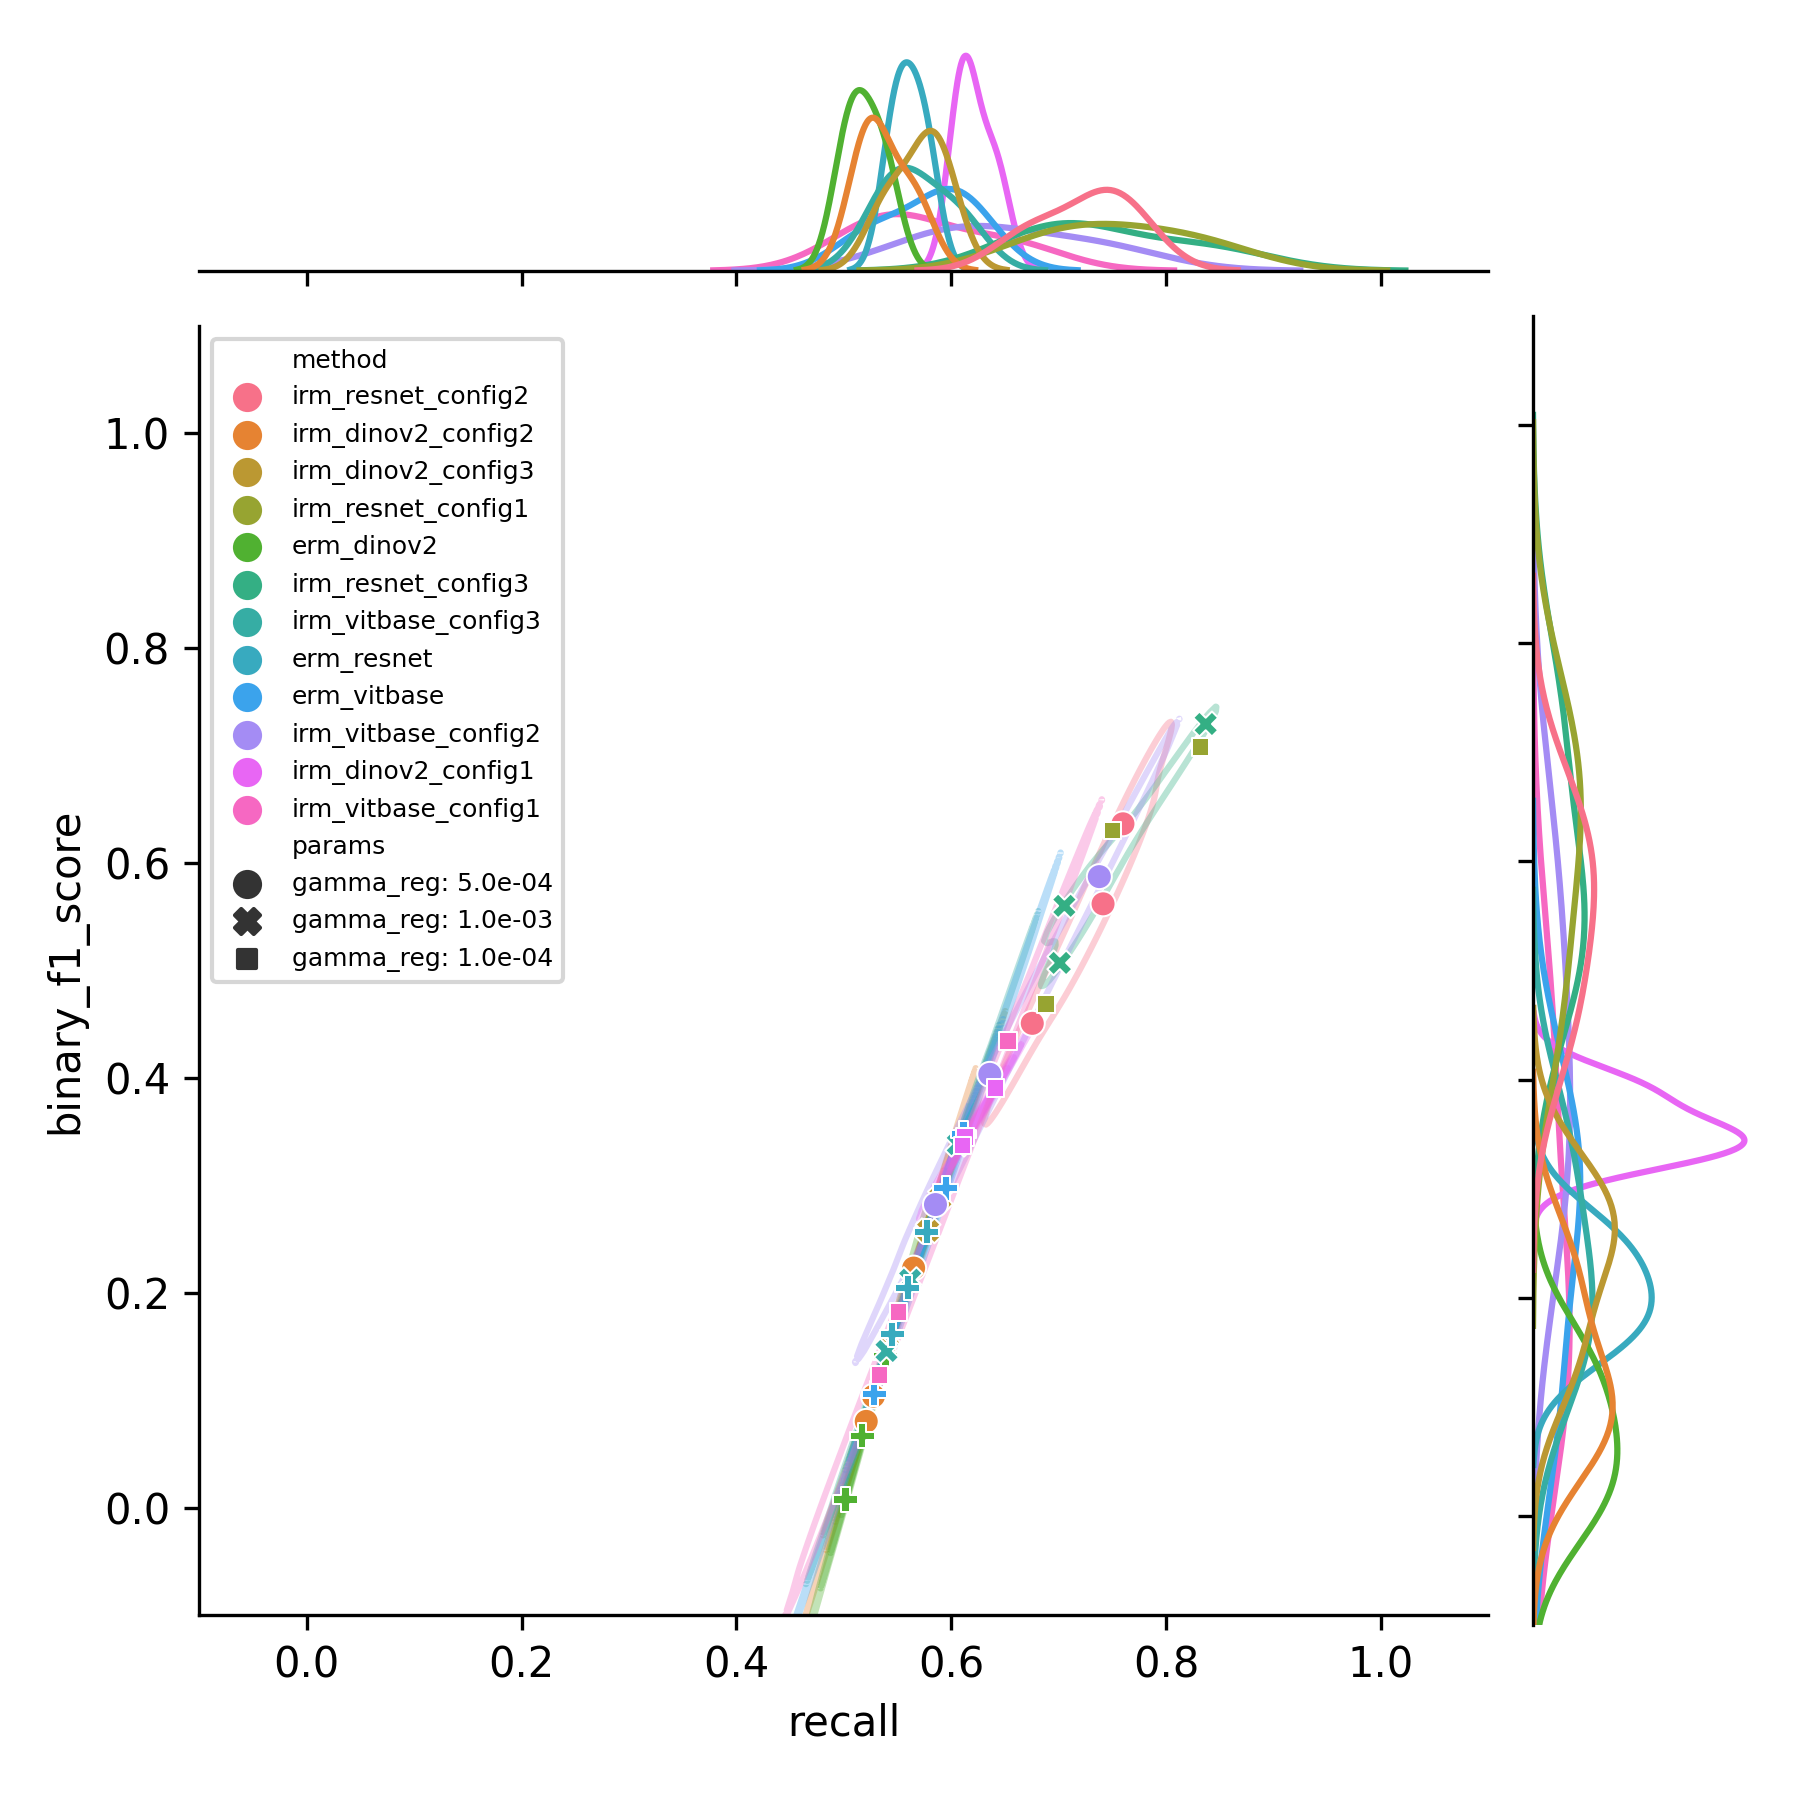 method
irm_resnet_config2
irm_dinov2_config2
irm_dinov2_config3
irm_resnet_config1
erm_dinov2
irm_resnet_config3
irm_vitbase_config3
erm_resnet
erm_vitbase
irm_vitbase_config2
irm_dinov2_config1
irm_vitbase_config1
params
gamma_reg: 5.0e-04
gamma_reg: 1.0e-03
gamma_reg: 1.0e-04
1.0
0.8
0.6
0.4
0.2
0.0
binary_f1_score
0.0 0.2 0.4 0.6 0.8 1.0
recall